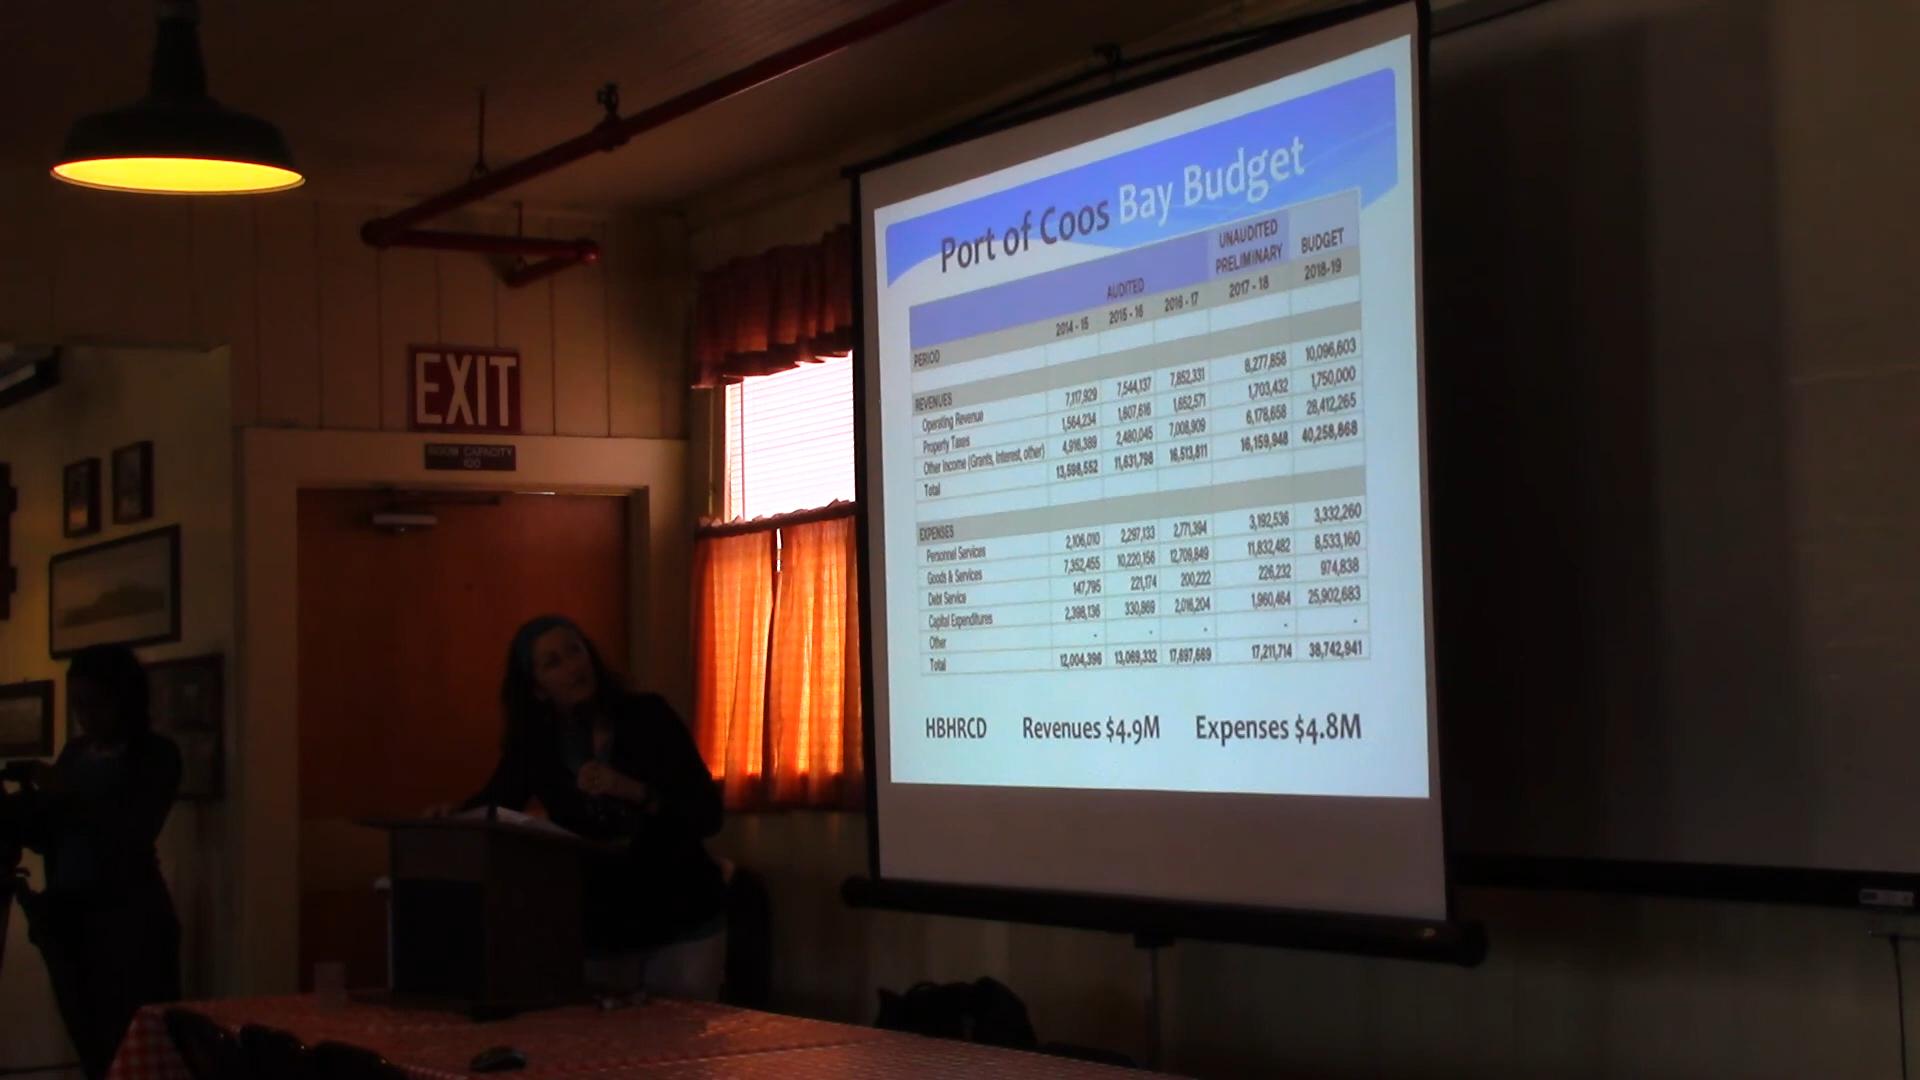 EXIT
ROOM CAPACITY
100
Port of Coos Bay Budget
AUDITED UNAUDITED PRELIMINARY BUDGET
PERIOD 2014 - 15 2015 - 16 2016 - 17 2017 - 18 2018-19
REVENUES
Operating Revenue 7,117,929 7,544,137 7,852,331 8,277,858 10,096,603
Property Taxes 1,564,234 1,607,616 1,652,571 1,703,432 1,750,000
Other Income (Grants, Interest, other) 4,916,389 2,480,045 7,008,909 6,178,658 28,412,265
Total 13,598,552 11,631,798 16,513,811 16,159,948 40,258,868
EXPENSES
Personnel Services 2,106,010 2,297,133 2,771,394 3,192,536 3,332,260
Goods & Services 7,352,455 10,220,156 12,709,849 11,832,482 8,533,160
Debt Service 147,795 221,174 200,222 226,232 974,838
Capital Expenditures 2,398,136 330,869 2,016,204 1,960,464 25,902,683
Other - - - - -
Total 12,004,396 13,069,332 17,697,669 17,211,714 38,742,941
HBHRCD Revenues $4.9M Expenses $4.8M